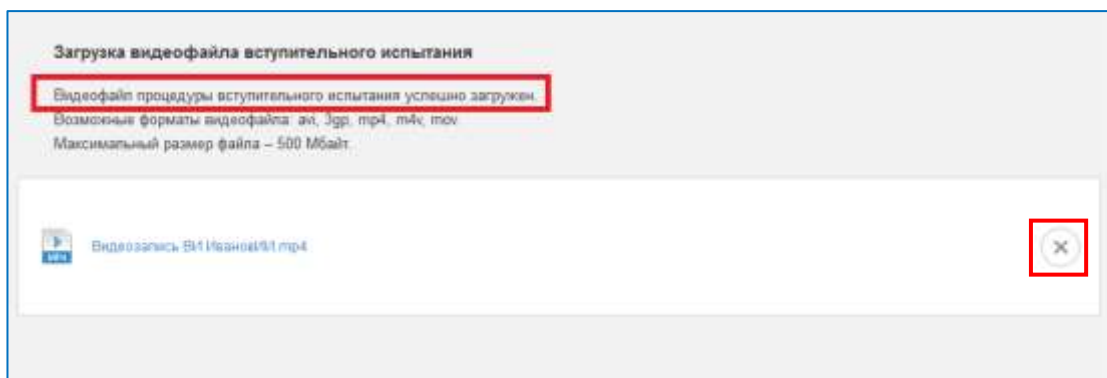 Загрузка видеофайла вступительного испытания
Видеофайл процедуры вступительного испытания успешно загружен.
Возможные форматы видеофайла: avi, 3gp, mp4, m4v, mov
Максимальный размер файла – 500 Мбайт.
MP4
Видеозапись ВИ ИвановИИ.mp4